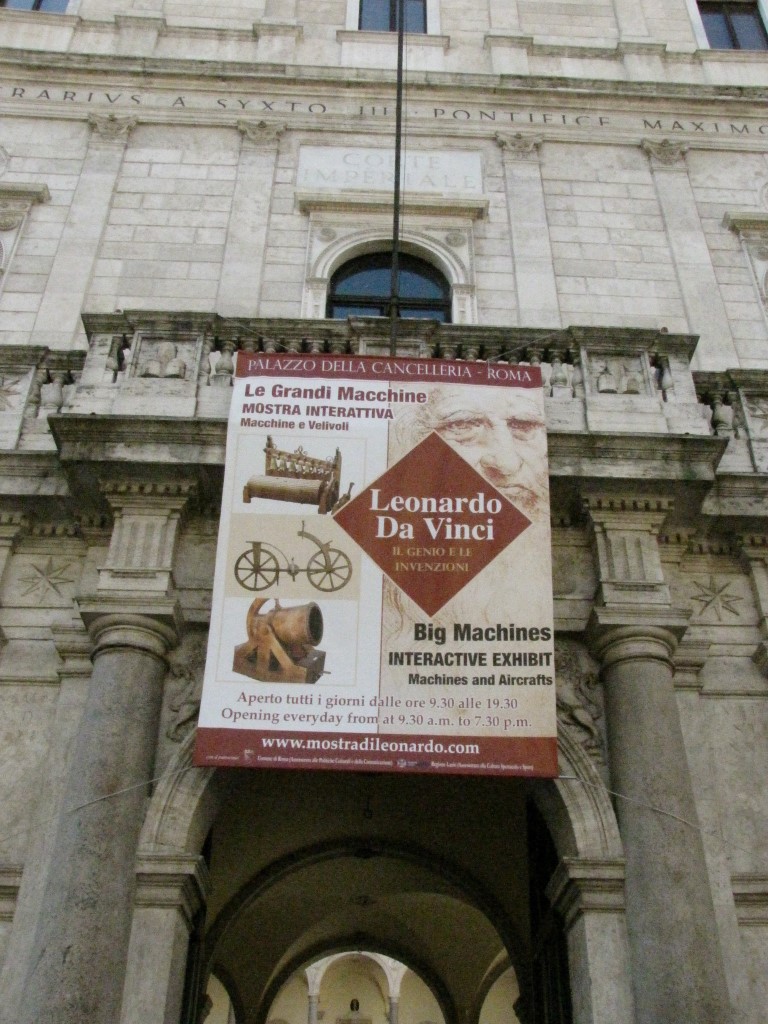 RARIVS A SYXTO IIII PONTIFICE MAXIMO
CORTE
IMPERIALE
PALAZZO DELLA CANCELLERIA - ROMA
Le Grandi Macchine
MOSTRA INTERATTIVA
Macchine e Velivoli
Leonardo
Da Vinci
IL GENIO E LE
INVENZIONI
Big Machines
INTERACTIVE EXHIBIT
Machines and Aircrafts
Aperto tutti i giorni dalle ore 9.30 alle 19.30
Opening everyday from at 9.30 a.m. to 7.30 p.m.
www.mostradileonardo.com